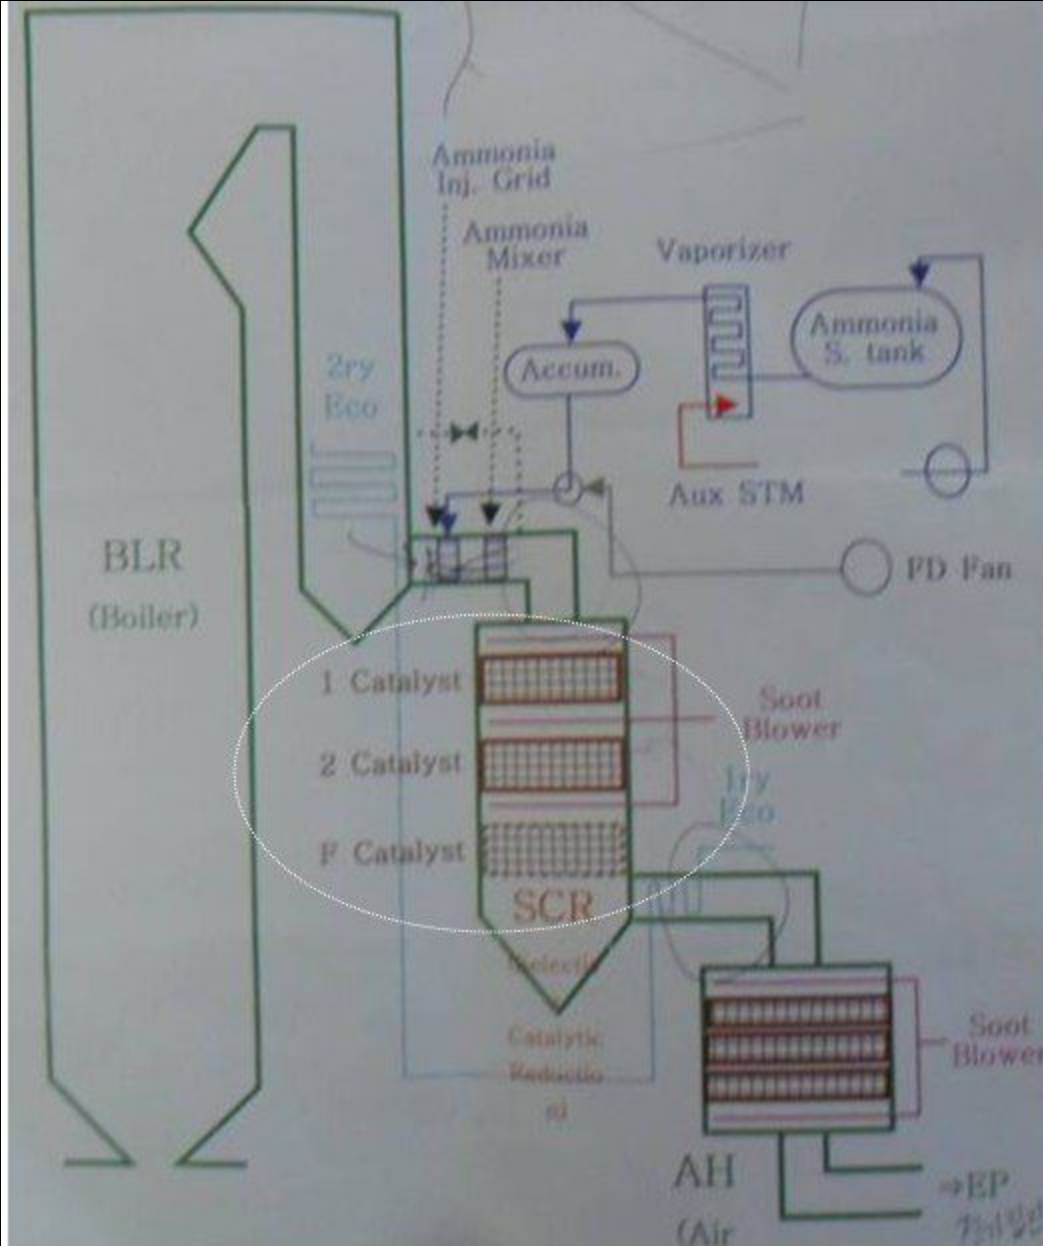 Ammonia
Inj. Grid
Ammonia
Mixer
Vaporizer
Ammonia
S. tank
Accum.
2ry
Eco
Aux STM
BLR
(Boiler)
FD Fan
1 Catalyst
Soot
Blower
2 Catalyst
1ry
Eco
F Catalyst
SCR
Catalytic
Reductio
n)
Soot
Blower
AH
(Air
⇒EP